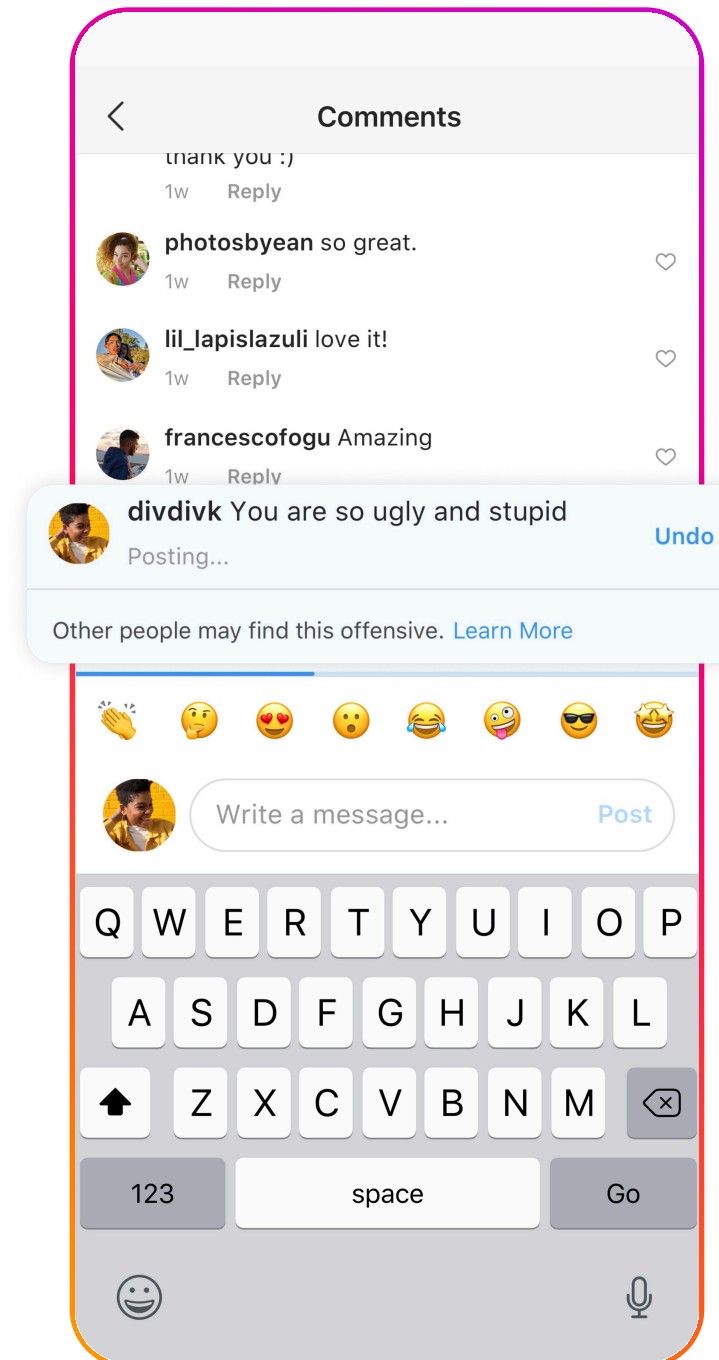 Comments
thank you :)
1w Reply
photosbyean so great.
1w Reply
lil_lapislazuli love it!
1w Reply
francescofogu Amazing
1w Reply
divdivk You are so ugly and stupid
Undo
Posting...
Other people may find this offensive. Learn More
Write a message... Post
Q W E R T Y U I O P
A S D F G H J K L
Z X C V B N M
123 space Go